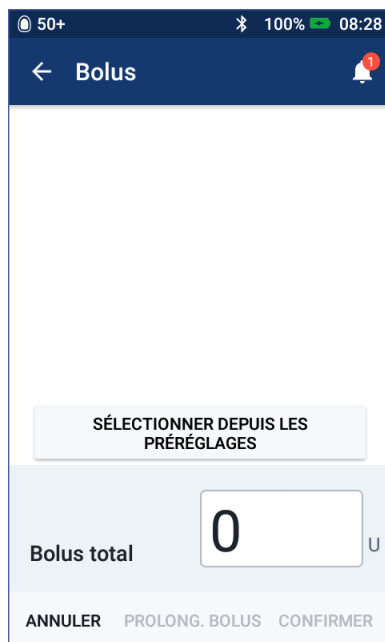 50+ 100% 08:28
Bolus 1
SÉLECTIONNER DEPUIS LES
PRÉRÉGLAGES
Bolus total 0 U
ANNULER PROLONG. BOLUS CONFIRMER